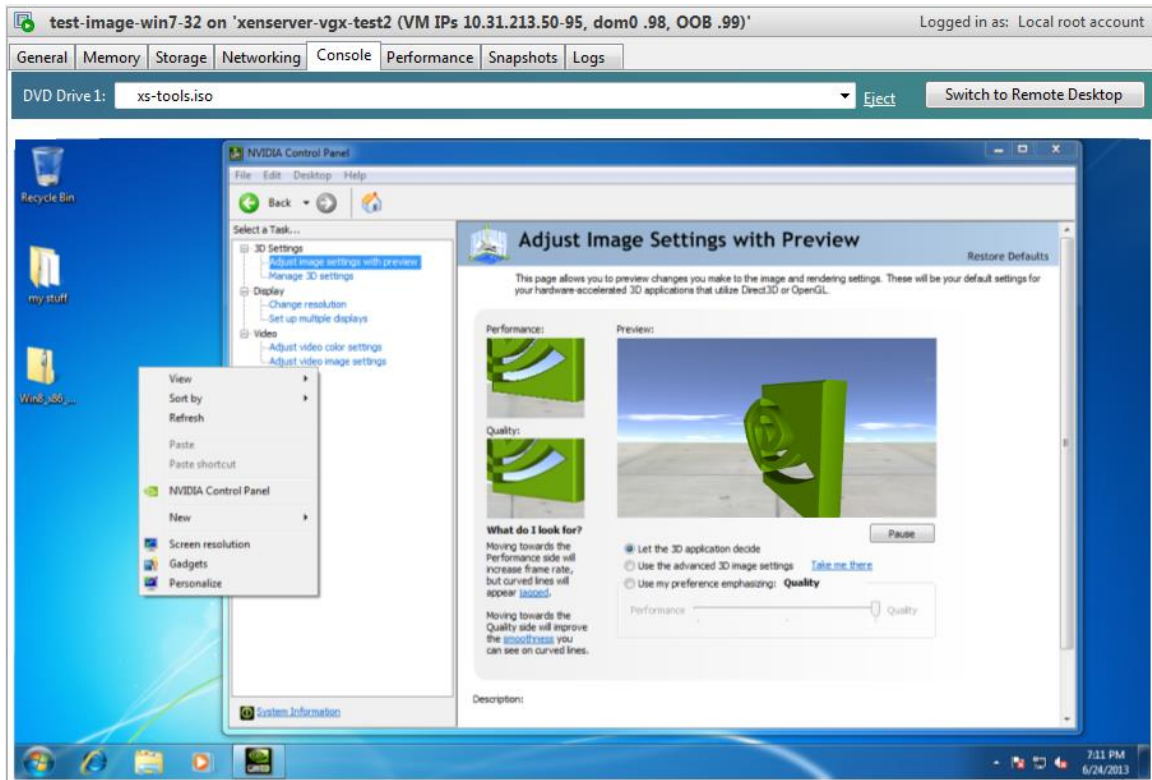 test-image-win7-32 on 'xenserver-vgx-test2 (VM IPs 10.31.213.50-95, dom0 .98, OOB .99)' Logged in as: Local root account
General Memory Storage Networking Console Performance Snapshots Logs
DVD Drive 1: xs-tools.iso Eject Switch to Remote Desktop
Recycle Bin
my stuff
Win8_x86_...
NVIDIA Control Panel
File Edit Desktop Help
Back
Select a Task...
3D Settings
Adjust image settings with preview
Manage 3D settings
Display
Change resolution
Set up multiple displays
Video
Adjust video color settings
Adjust video image settings
View
Sort by
Refresh
Paste
Paste shortcut
NVIDIA Control Panel
New
Screen resolution
Gadgets
Personalize
System Information
Adjust Image Settings with Preview
Restore Defaults
This page allows you to preview changes you make to the image and rendering settings. These will be your default settings for
your hardware-accelerated 3D applications that utilize Direct3D or OpenGL.
Performance:
Preview:
Quality:
What do I look for?
Moving towards the
Performance side will
increase frame rate,
but curved lines will
appear jagged.
Moving towards the
Quality side will improve
the smoothness you
can see on curved lines.
Pause
Let the 3D application decide
Use the advanced 3D image settings Take me there
Use my preference emphasizing: Quality
Performance Quality
Description:
7:11 PM
6/24/2013